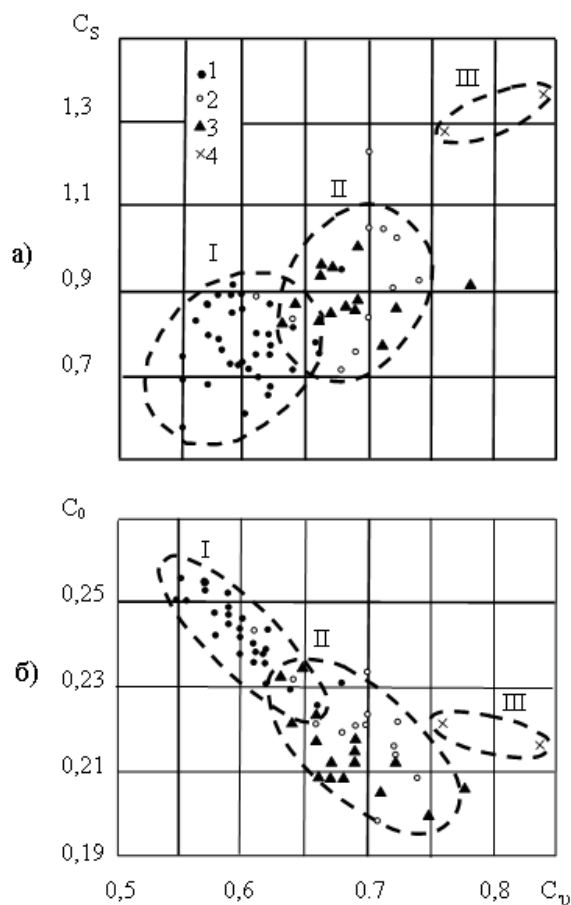 C_S
1
2
3
4
III
1,3
II
1,1
I
а)
0,9
0,7
C_0
I
0,25
II
б)
0,23
III
0,21
0,19
0,5 0,6 0.7 0,8 C_υ